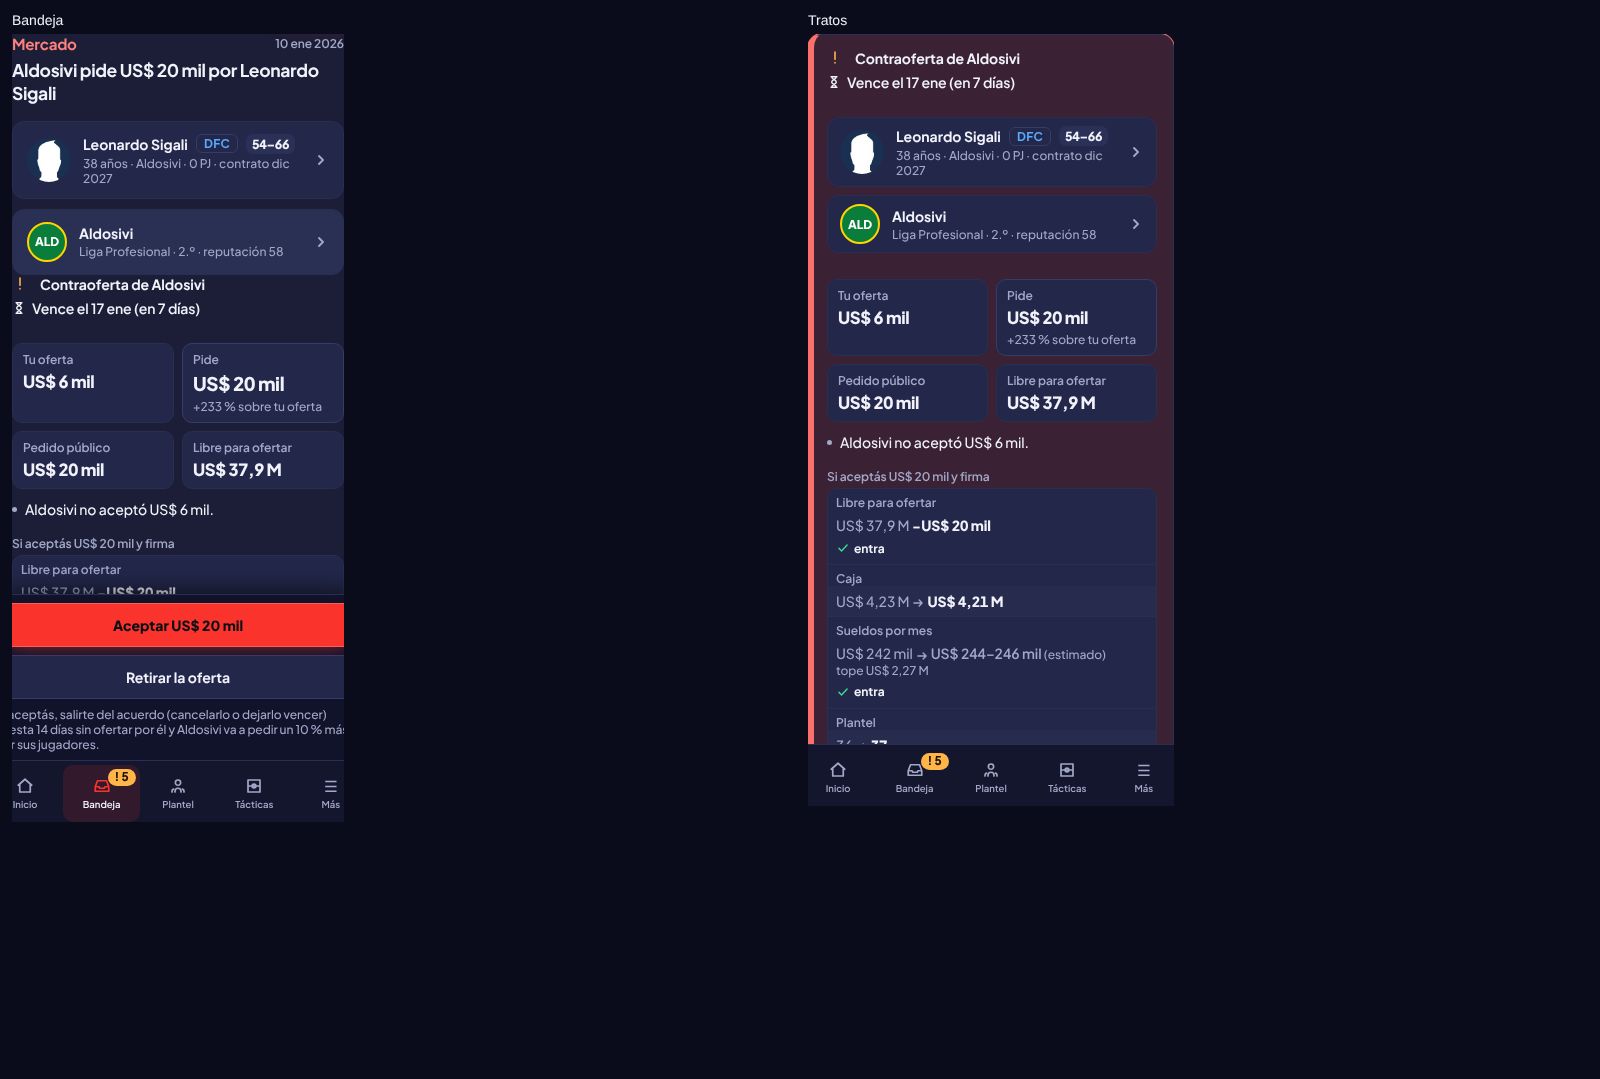 Bandeja
Mercado
10 ene 2026
Aldosivi pide US$ 20 mil por Leonardo
Sigali
Leonardo Sigali DFC 54–66
38 años · Aldosivi · 0 PJ · contrato dic
2027
ALD
Aldosivi
Liga Profesional · 2.º · reputación 58
! Contraoferta de Aldosivi
Vence el 17 ene (en 7 días)
Tu oferta
US$ 6 mil
Pide
US$ 20 mil
+233 % sobre tu oferta
Pedido público
US$ 20 mil
Libre para ofertar
US$ 37,9 M
• Aldosivi no aceptó US$ 6 mil.
Si aceptás US$ 20 mil y firma
Libre para ofertar
US$ 37,9 M −US$ 20 mil
Aceptar US$ 20 mil
Retirar la oferta
aceptás, salirte del acuerdo (cancelarlo o dejarlo vencer)
esta 14 días sin ofertar por él y Aldosivi va a pedir un 10 % más
r sus jugadores.
! 5
Inicio
Bandeja
Plantel
Tácticas
Más
Tratos
! Contraoferta de Aldosivi
Vence el 17 ene (en 7 días)
Leonardo Sigali DFC 54–66
38 años · Aldosivi · 0 PJ · contrato dic
2027
ALD
Aldosivi
Liga Profesional · 2.º · reputación 58
Tu oferta
US$ 6 mil
Pide
US$ 20 mil
+233 % sobre tu oferta
Pedido público
US$ 20 mil
Libre para ofertar
US$ 37,9 M
• Aldosivi no aceptó US$ 6 mil.
Si aceptás US$ 20 mil y firma
Libre para ofertar
US$ 37,9 M −US$ 20 mil
✓ entra
Caja
US$ 4,23 M → US$ 4,21 M
Sueldos por mes
US$ 242 mil → US$ 244–246 mil (estimado)
tope US$ 2,27 M
✓ entra
Plantel
! 5
Inicio
Bandeja
Plantel
Tácticas
Más